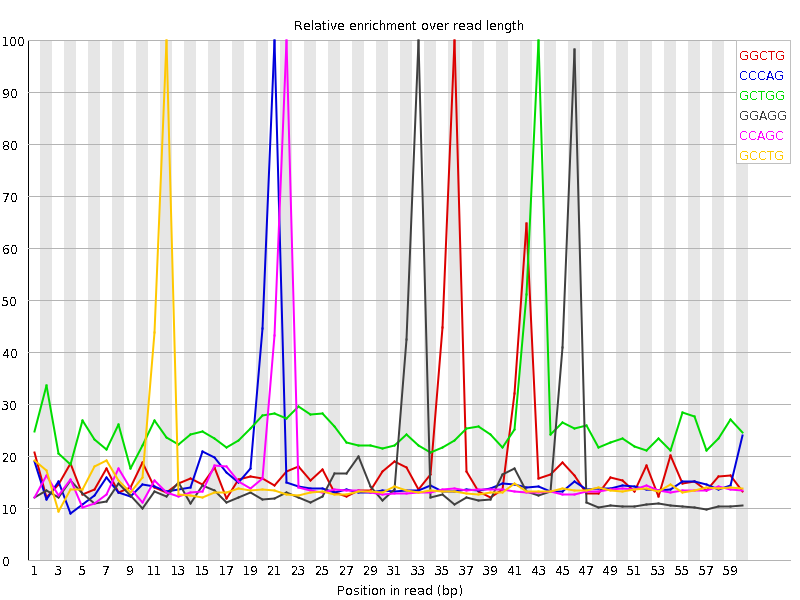 Relative enrichment over read length
100
90
80
70
60
50
40
30
20
10
0
GGCTG
CCCAG
GCTGG
GGAGG
CCAGC
GCCTG
1 3 5 7 9 11 13 15 17 19 21 23 25 27 29 31 33 35 37 39 41 43 45 47 49 51 53 55 57 59
Position in read (bp)